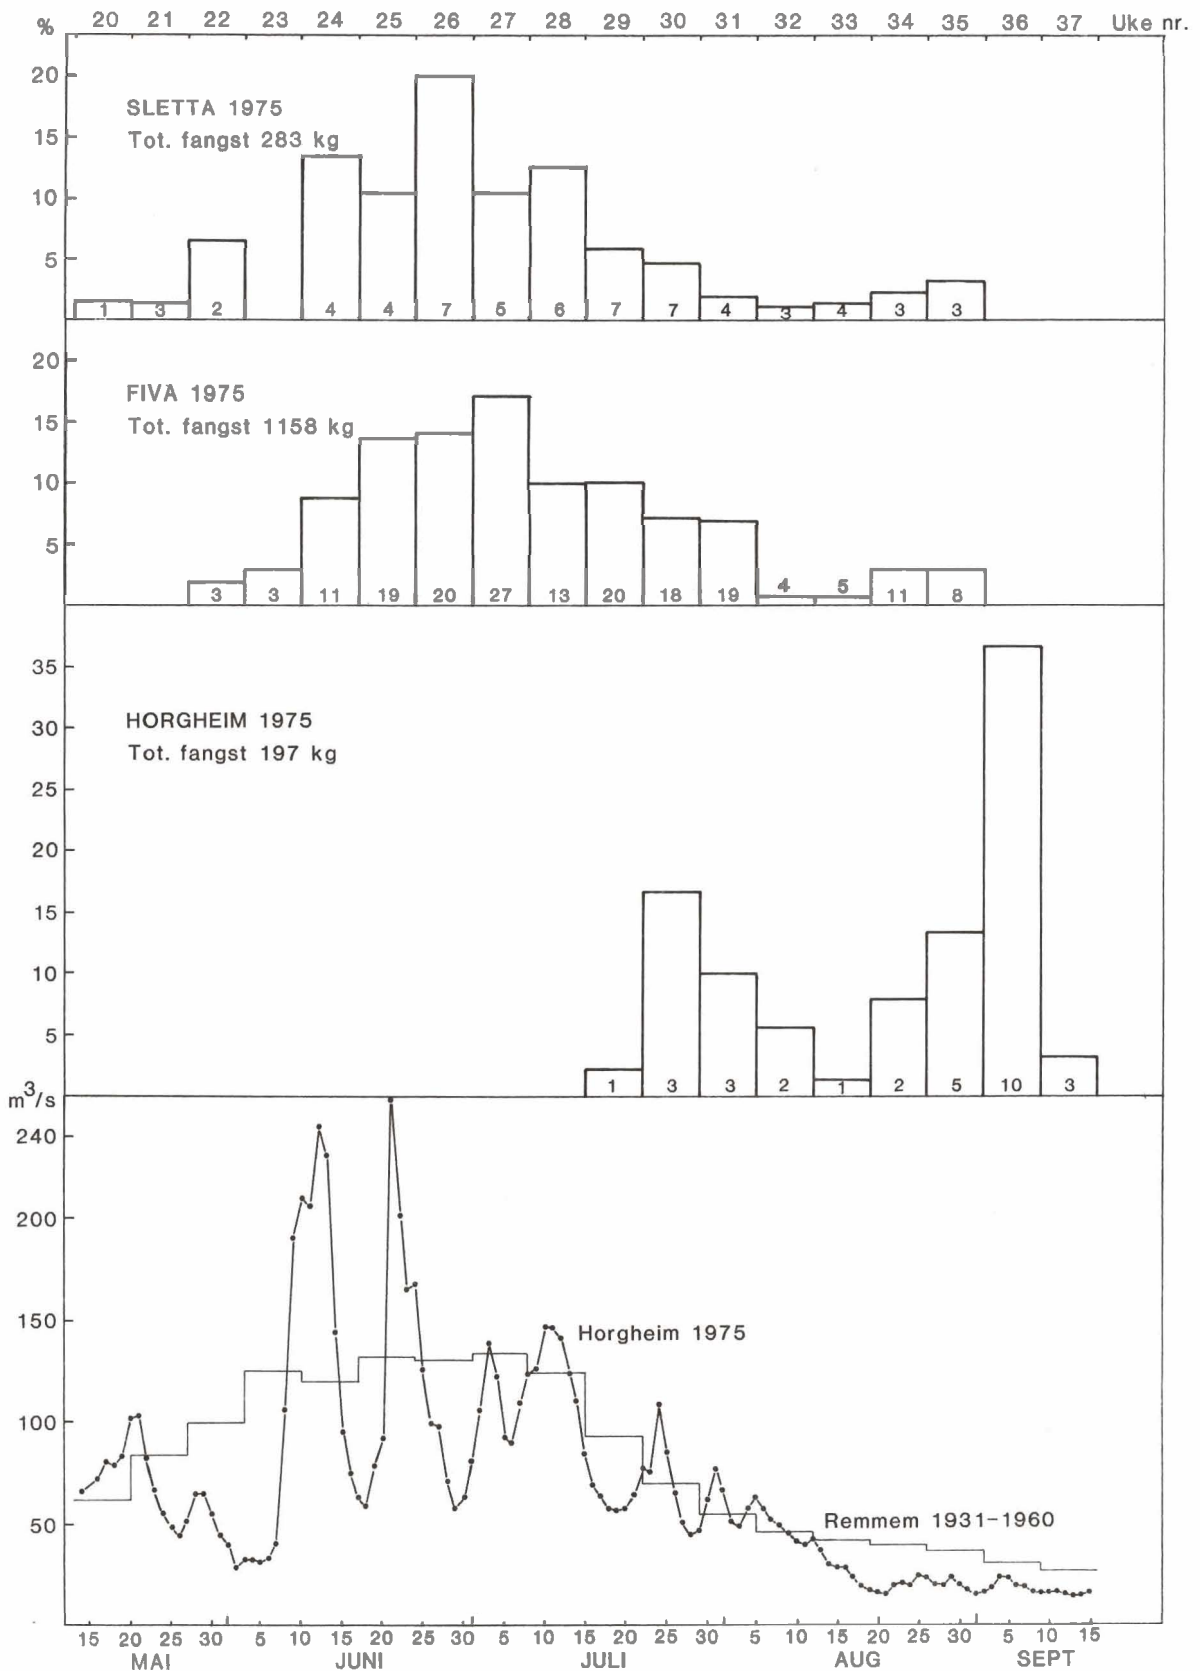 % 20 21 22 23 24 25 26 27 28 29 30 31 32 33 34 35 36 37 Uke nr.
20
SLETTA 1975
Tot. fangst 283 kg
15
10
5
1 3 2 4 4 7 5 6 7 7 4 3 4 3 3
20
FIVA 1975
Tot. fangst 1158 kg
15
10
5
3 3 11 19 20 27 13 20 18 19 4 5 11 8
35
HORGHEIM 1975
30
Tot. fangst 197 kg
25
20
15
10
5
1 3 3 2 1 2 5 10 3
m³/s
240
200
150
Horgheim 1975
100
50
Remmem 1931-1960
15 20 25 30 5 10 15 20 25 30 5 10 15 20 25 30 5 10 15 20 25 30 5 10 15
MAI JUNI JULI AUG SEPT